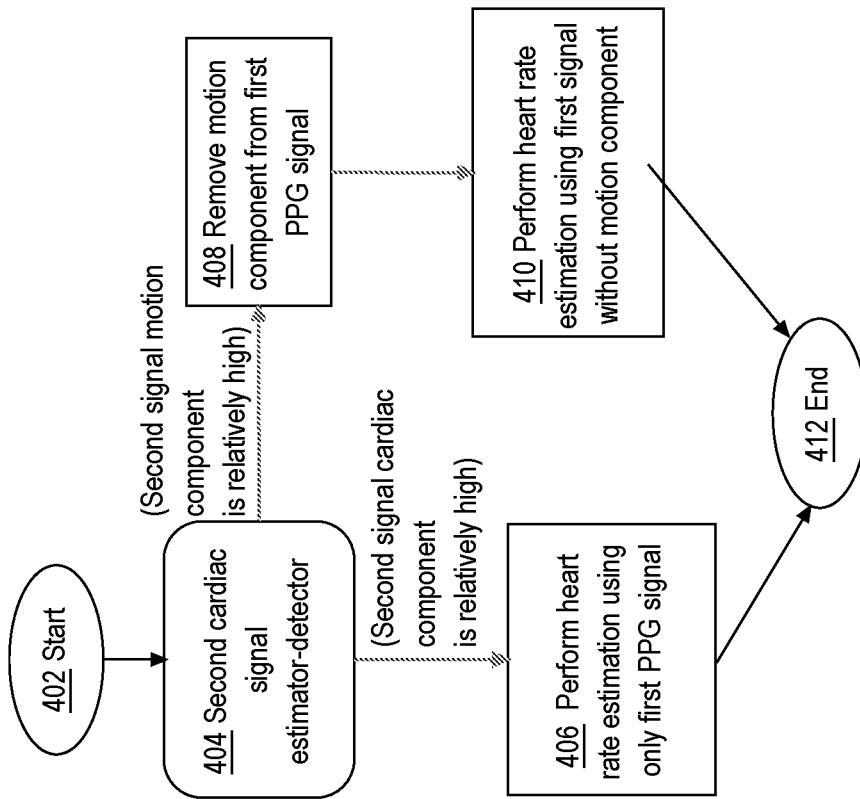 402 Start
404 Second cardiac
signal
estimator-detector
(Second signal motion
component
is relatively high)
408 Remove motion
component from first
PPG signal
(Second signal cardiac
component
is relatively high)
406 Perform heart
rate estimation using
only first PPG signal
410 Perform heart rate
estimation using first signal
without motion component
412 End